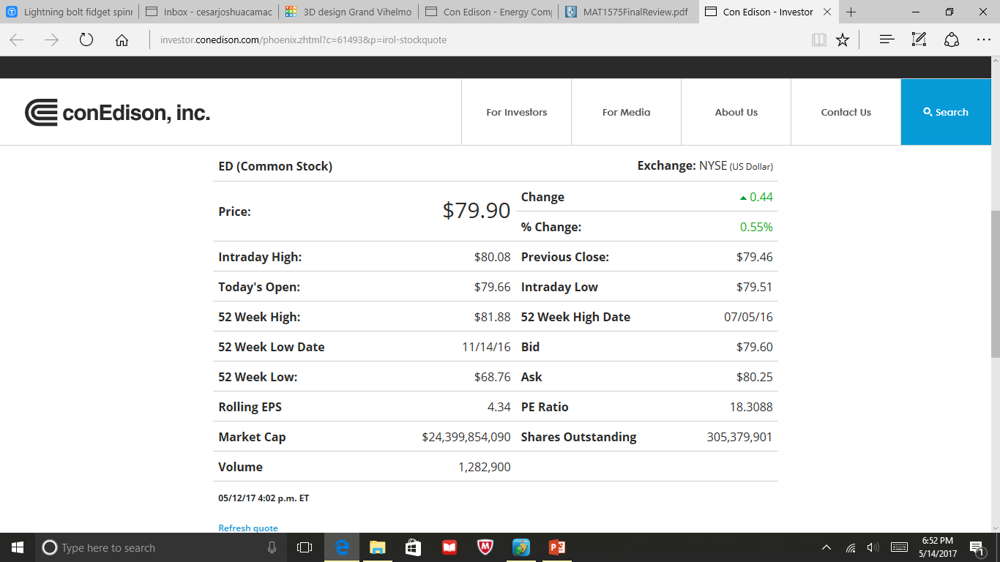 Lightning bolt fidget spinn
Inbox - cesarjoshuacamac
3D design Grand Vihelmo
Con Edison - Energy Com
MAT1575FinalReview.pdf
Con Edison - Investor
investor.conedison.com/phoenix.zhtml?c=61493&p=irol-stockquote
conEdison, inc.
For Investors
For Media
About Us
Contact Us
Search
ED (Common Stock) Exchange: NYSE (US Dollar)
Price: $79.90
Change 0.44
% Change: 0.55%
Intraday High: $80.08 Previous Close: $79.46
Today's Open: $79.66 Intraday Low $79.51
52 Week High: $81.88 52 Week High Date 07/05/16
52 Week Low Date 11/14/16 Bid $79.60
52 Week Low: $68.76 Ask $80.25
Rolling EPS 4.34 PE Ratio 18.3088
Market Cap $24,399,854,090 Shares Outstanding 305,379,901
Volume 1,282,900
05/12/17 4:02 p.m. ET
Refresh quote
Type here to search
6:52 PM
5/14/2017
1